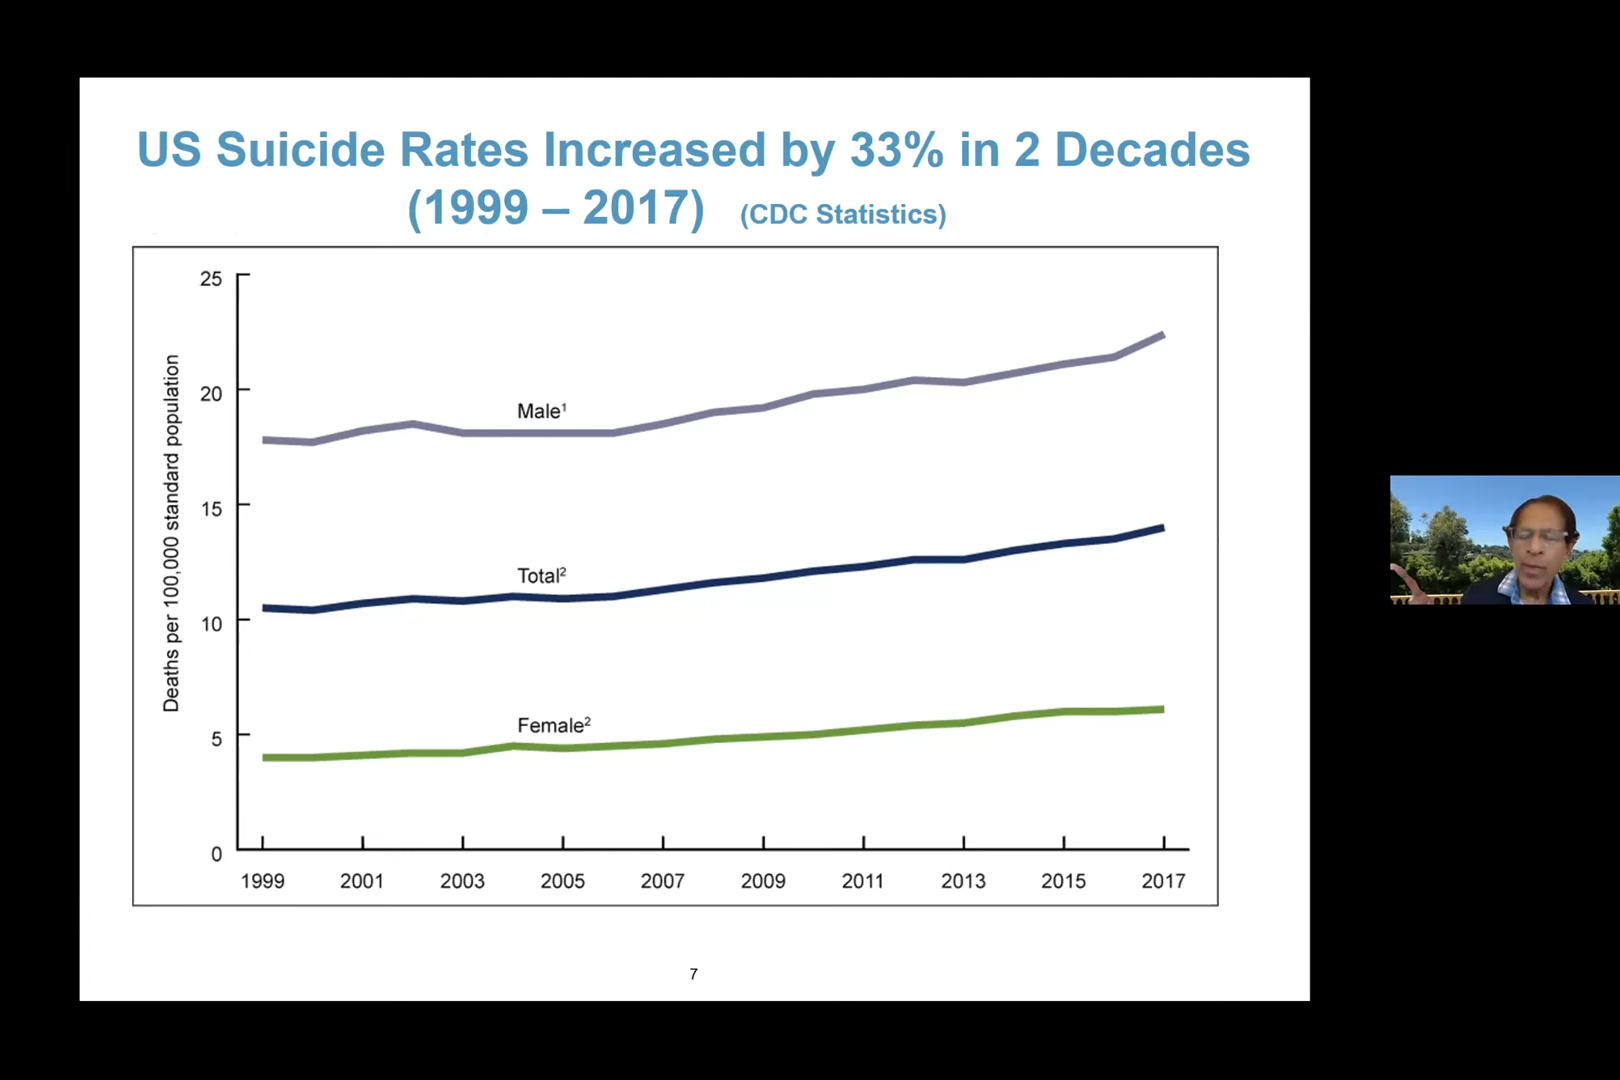 US Suicide Rates Increased by 33% in 2 Decades
(1999 – 2017) (CDC Statistics)
25
20
15
10
5
0
Deaths per 100,000 standard population
Male¹
Total²
Female²
1999 2001 2003 2005 2007 2009 2011 2013 2015 2017
7